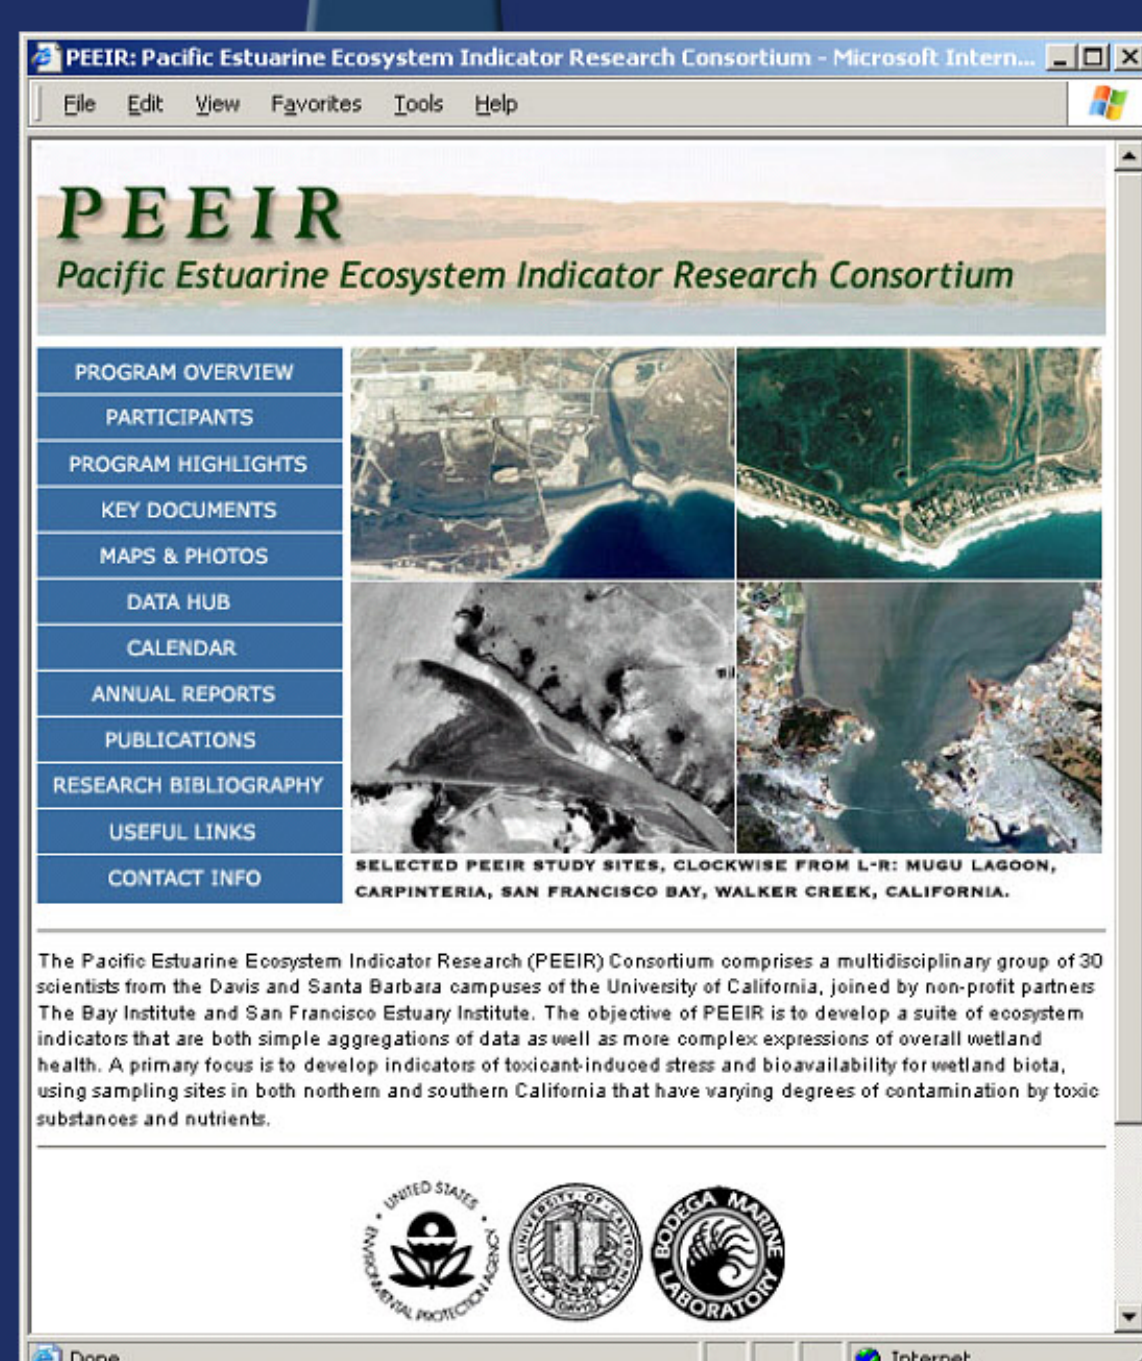 PEEIR: Pacific Estuarine Ecosystem Indicator Research Consortium - Microsoft Intern...
File Edit View Favorites Tools Help
PEEIR
Pacific Estuarine Ecosystem Indicator Research Consortium
PROGRAM OVERVIEW
PARTICIPANTS
PROGRAM HIGHLIGHTS
KEY DOCUMENTS
MAPS & PHOTOS
DATA HUB
CALENDAR
ANNUAL REPORTS
PUBLICATIONS
RESEARCH BIBLIOGRAPHY
USEFUL LINKS
CONTACT INFO
SELECTED PEEIR STUDY SITES, CLOCKWISE FROM L-R: MUGU LAGOON,
CARPINTERIA, SAN FRANCISCO BAY, WALKER CREEK, CALIFORNIA.
The Pacific Estuarine Ecosystem Indicator Research (PEEIR) Consortium comprises a multidisciplinary group of 30
scientists from the Davis and Santa Barbara campuses of the University of California, joined by non-profit partners
The Bay Institute and San Francisco Estuary Institute. The objective of PEEIR is to develop a suite of ecosystem
indicators that are both simple aggregations of data as well as more complex expressions of overall wetland
health. A primary focus is to develop indicators of toxicant-induced stress and bioavailability for wetland biota,
using sampling sites in both northern and southern California that have varying degrees of contamination by toxic
substances and nutrients.
UNITED STATES
ENVIRONMENTAL PROTECTION AGENCY
THE UNIVERSITY OF CALIFORNIA
DAVIS
BODEGA MARINE
LABORATORY
Done
Internet